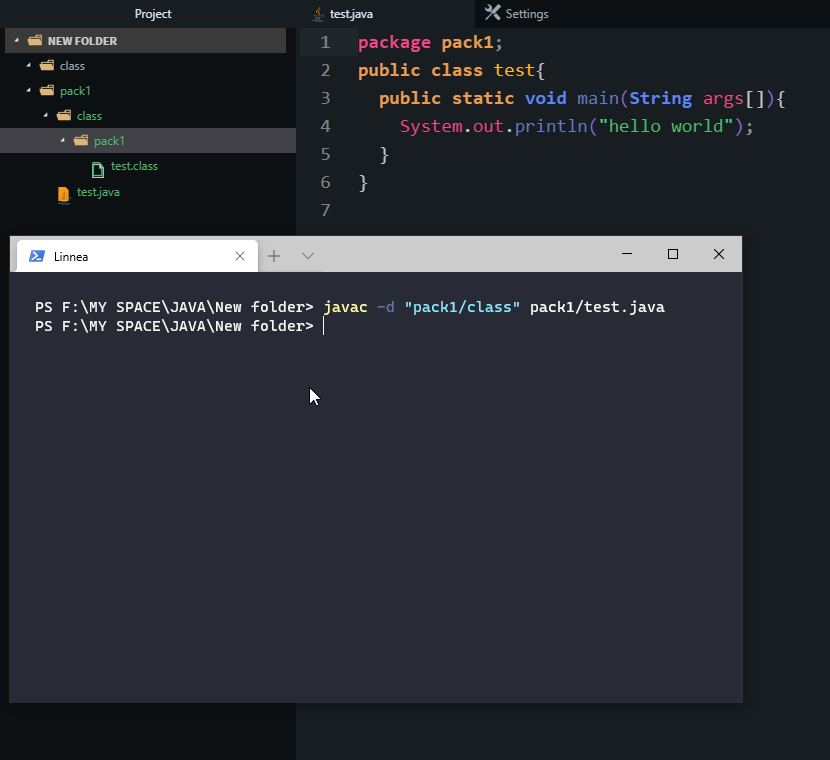 Project
NEW FOLDER
class
pack1
class
pack1
test.class
test.java
test.java
Settings
1 package pack1;
2 public class test{
3 public static void main(String args[]){
4 System.out.println("hello world");
5 }
6 }
7
Linnea
PS F:\MY SPACE\JAVA\New folder> javac -d "pack1/class" pack1/test.java
PS F:\MY SPACE\JAVA\New folder>